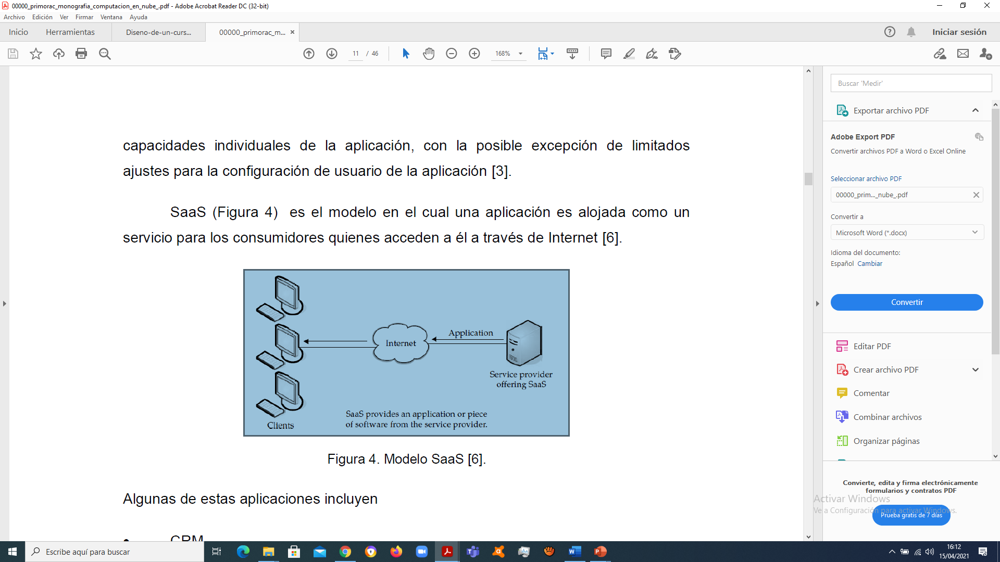 00000_primorac_monografia_computacion_en_nube_.pdf - Adobe Acrobat Reader DC (32-bit)
Archivo Edición Ver Firmar Ventana Ayuda
Inicio Herramientas Diseno-de-un-curs... 00000_primorac_m... × Iniciar sesión
11 / 46 168%
capacidades individuales de la aplicación, con la posible excepción de limitados
ajustes para la configuración de usuario de la aplicación [3].
SaaS (Figura 4) es el modelo en el cual una aplicación es alojada como un
servicio para los consumidores quienes acceden a él a través de Internet [6].
Application
Internet
Service provider
offering SaaS
SaaS provides an application or piece
of software from the service provider.
Clients
Figura 4. Modelo SaaS [6].
Algunas de estas aplicaciones incluyen
• CRM
Buscar 'Medir'
Exportar archivo PDF
Adobe Export PDF
Convertir archivos PDF a Word o Excel Online
Seleccionar archivo PDF
00000_prim..._nube_.pdf
Convertir a
Microsoft Word (*.docx)
Idioma del documento:
Español Cambiar
Convertir
Editar PDF
Crear archivo PDF
Comentar
Combinar archivos
Organizar páginas
Convierte, edita y firma electrónicamente
formularios y contratos PDF
Activar Windows
Ve a Configuración para activar Windows.
Prueba gratis de 7 días
Escribe aquí para buscar
16:12
15/04/2021